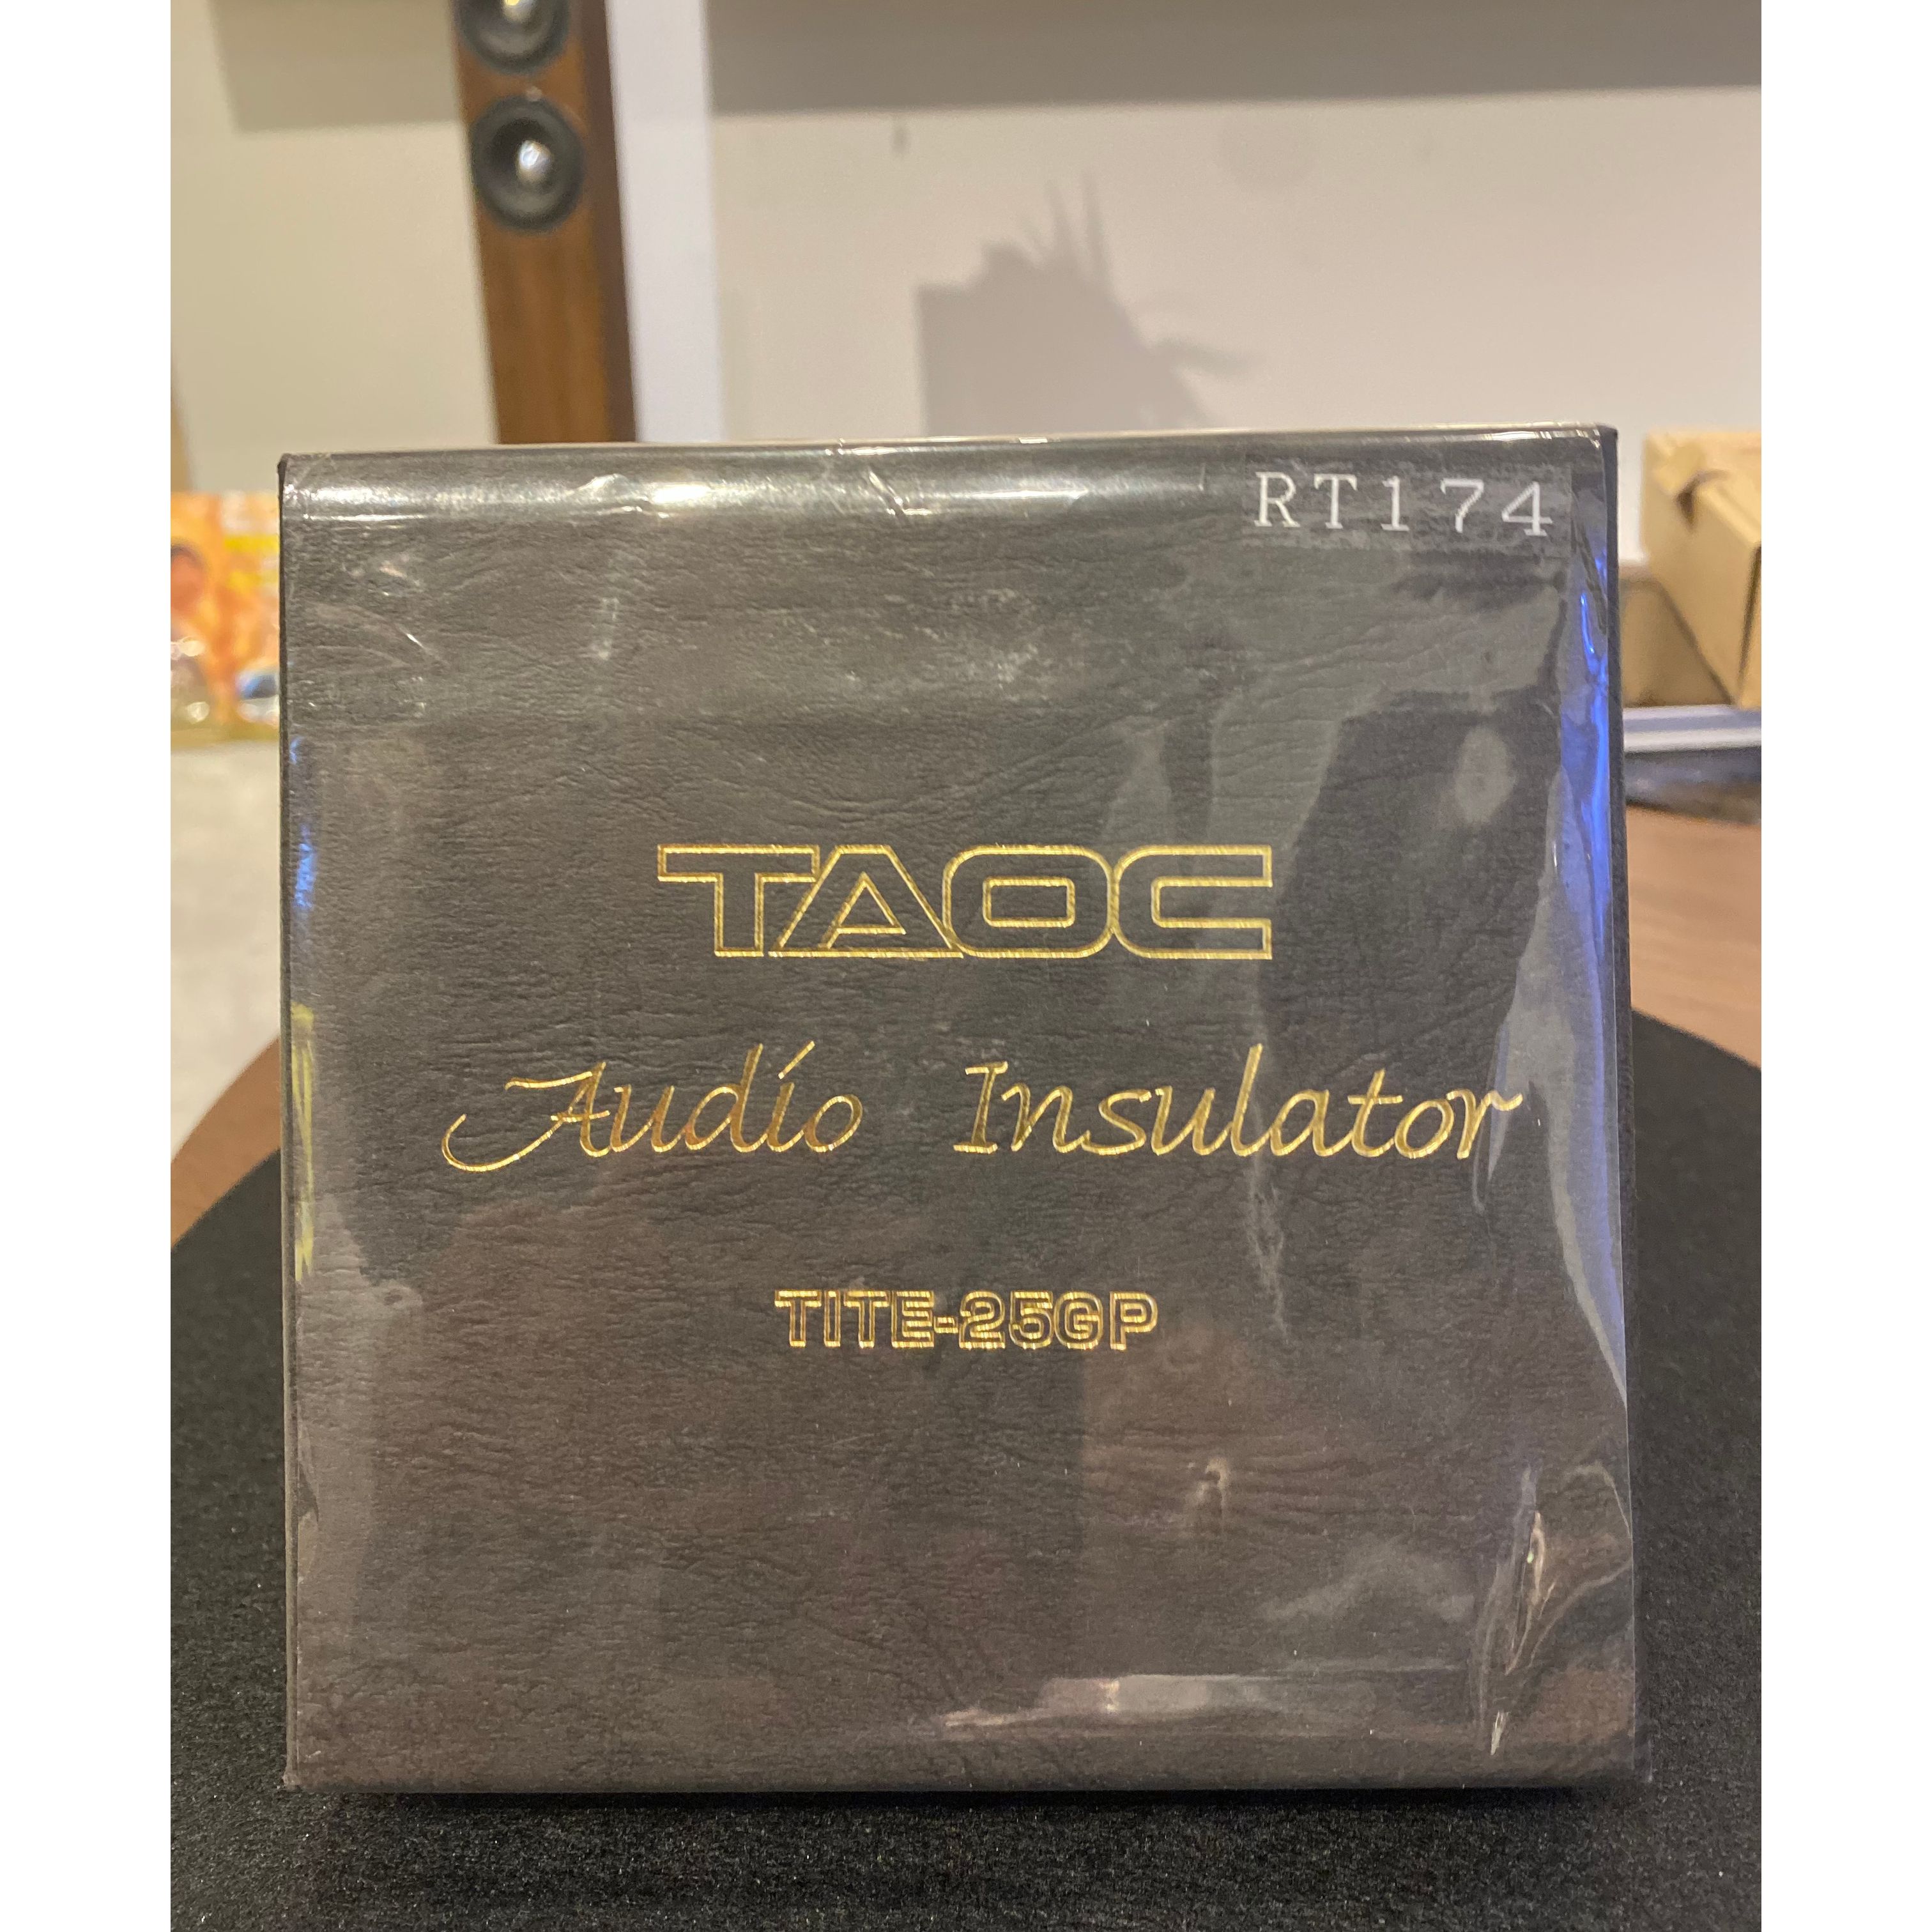 RT174
TAOC
Audio Insulator
TITE-25GP